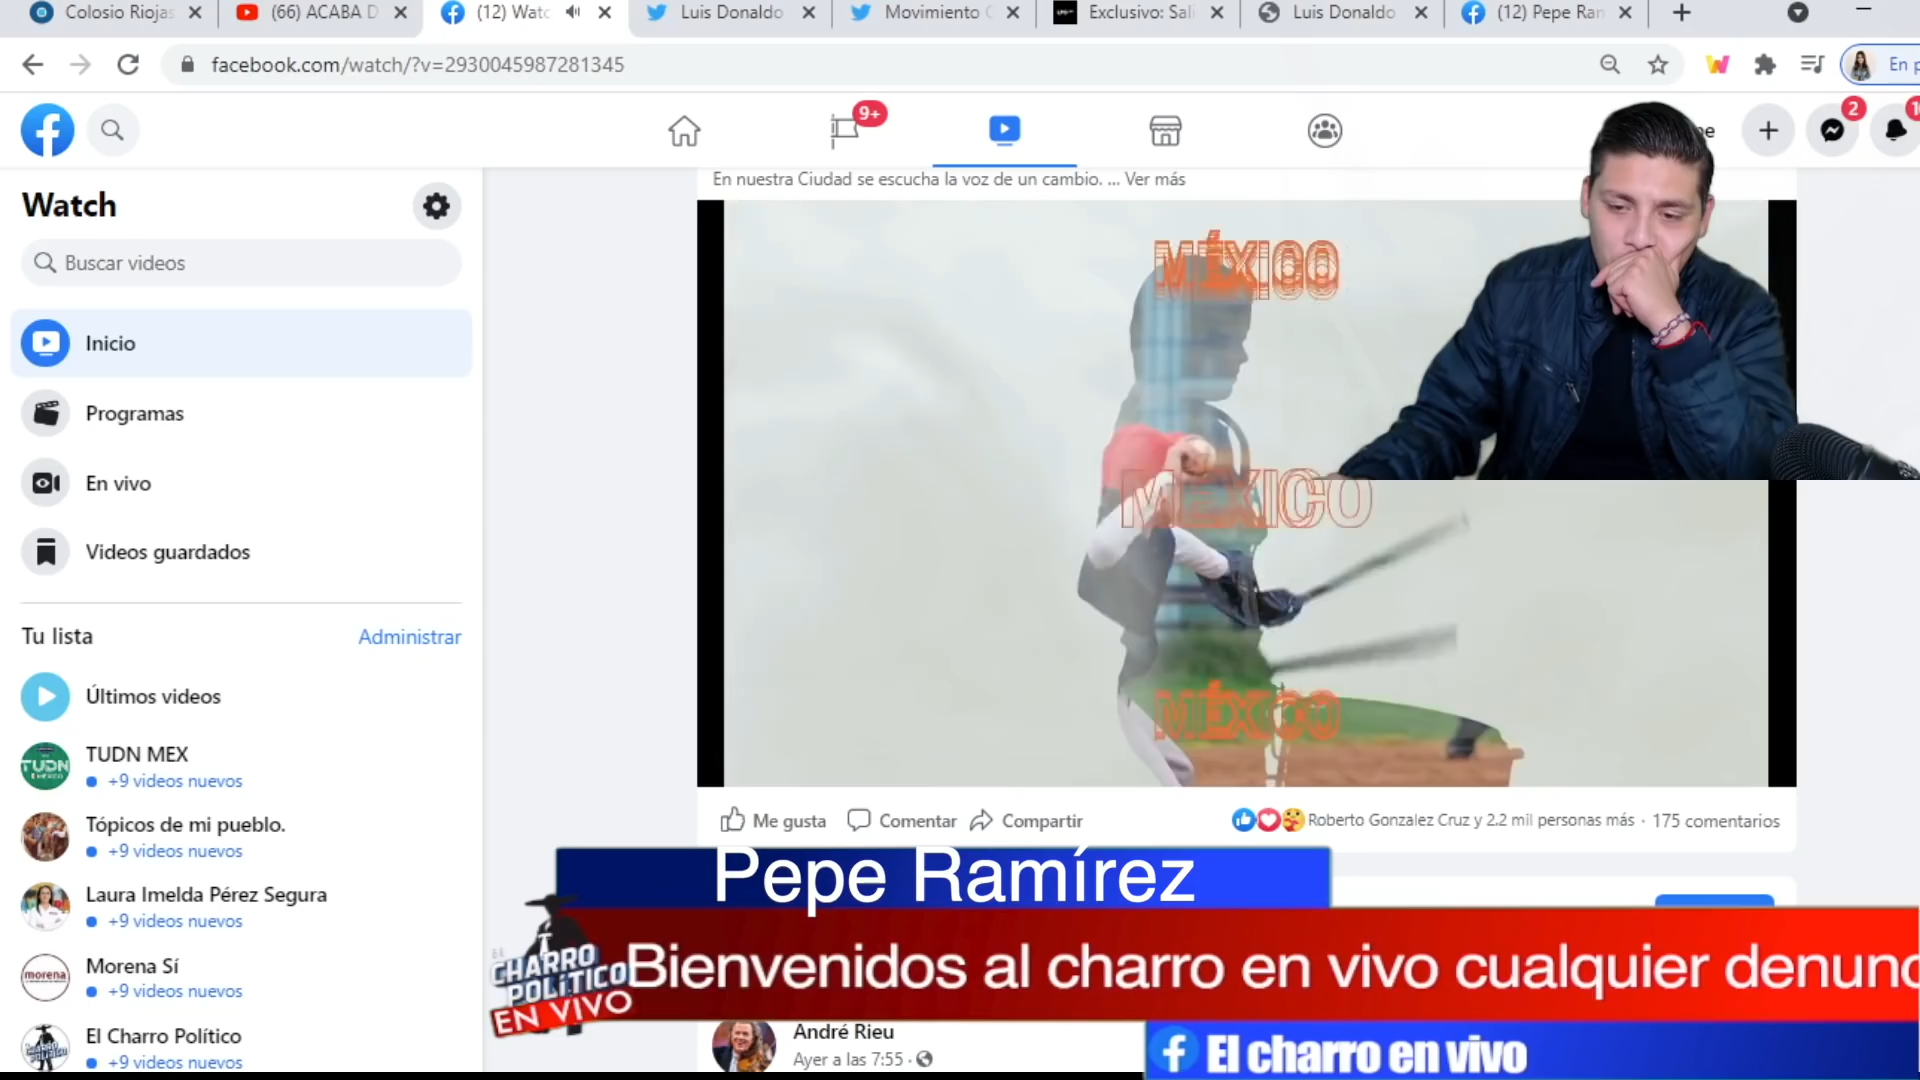 Colosio Riojas
(66) ACABA D
(12) Watc
Luis Donaldo
Movimiento C
Exclusivo: Sali
Luis Donaldo
(12) Pepe Ran
facebook.com/watch/?v=2930045987281345
En p
9+
2
Watch
Buscar videos
Inicio
Programas
En vivo
Videos guardados
Tu lista
Administrar
Últimos videos
TUDN MEX
+9 videos nuevos
Tópicos de mi pueblo.
+9 videos nuevos
Laura Imelda Pérez Segura
+9 videos nuevos
morena
Morena Sí
+9 videos nuevos
El Charro Político
+9 videos nuevos
En nuestra Ciudad se escucha la voz de un cambio. ... Ver más
MÉXICO
MÉXICO
MÉXICO
Me gusta
Comentar
Compartir
Roberto Gonzalez Cruz y 2.2 mil personas más · 175 comentarios
Pepe Ramírez
EL CHARRO POLÍTICO EN VIVO
Bienvenidos al charro en vivo cualquier denunc
André Rieu
Ayer a las 7:55 ·
El charro en vivo